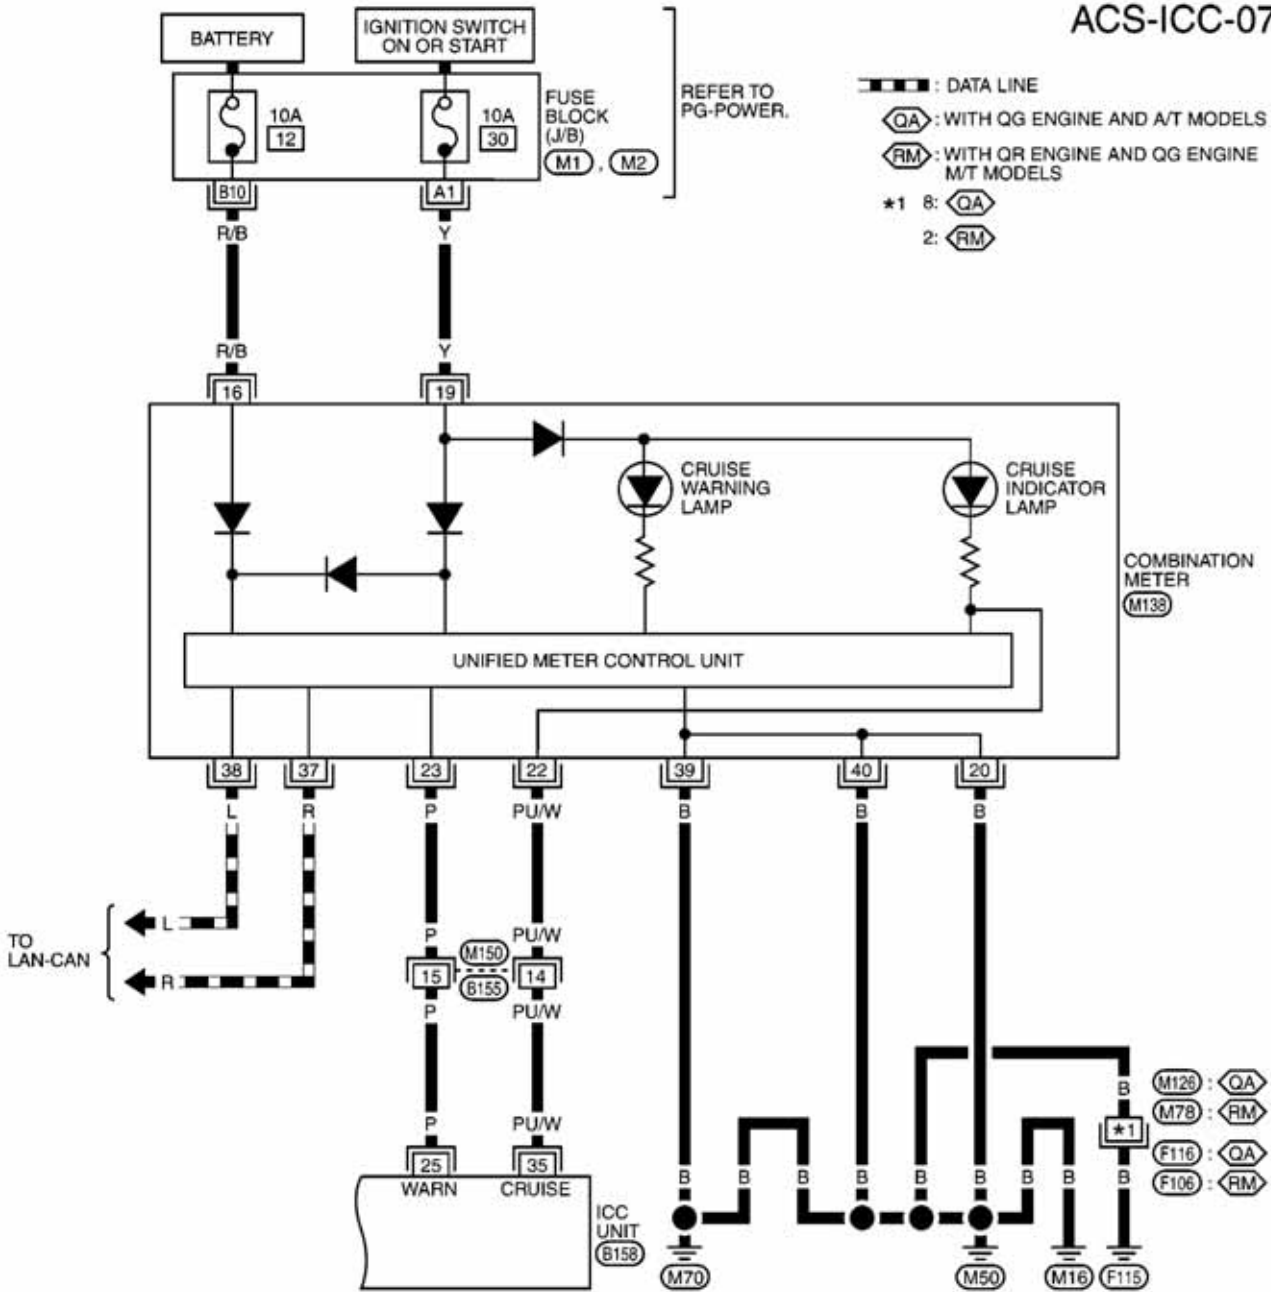 ACS-ICC-07
BATTERY
IGNITION SWITCH
ON OR START
REFER TO
PG-POWER.
10A
12
10A
30
FUSE
BLOCK
(J/B)
M1 , M2
: DATA LINE
QA : WITH QG ENGINE AND A/T MODELS
RM : WITH QR ENGINE AND QG ENGINE
M/T MODELS
*1 8: QA
2: RM
B10
A1
R/B
Y
R/B
Y
16
19
CRUISE
WARNING
LAMP
CRUISE
INDICATOR
LAMP
COMBINATION
METER
M138
UNIFIED METER CONTROL UNIT
38
37
23
22
39
40
20
L
R
P
PU/W
B
B
B
TO
LAN-CAN
L
R
P
PU/W
15
M150
B155
14
P
PU/W
P
PU/W
25
35
WARN
CRUISE
ICC
UNIT
B158
B
*1
B
M126 : QA
M78 : RM
F116 : QA
F106 : RM
B
B
B
B
B
B
B
B
M70
M50
M16
F115